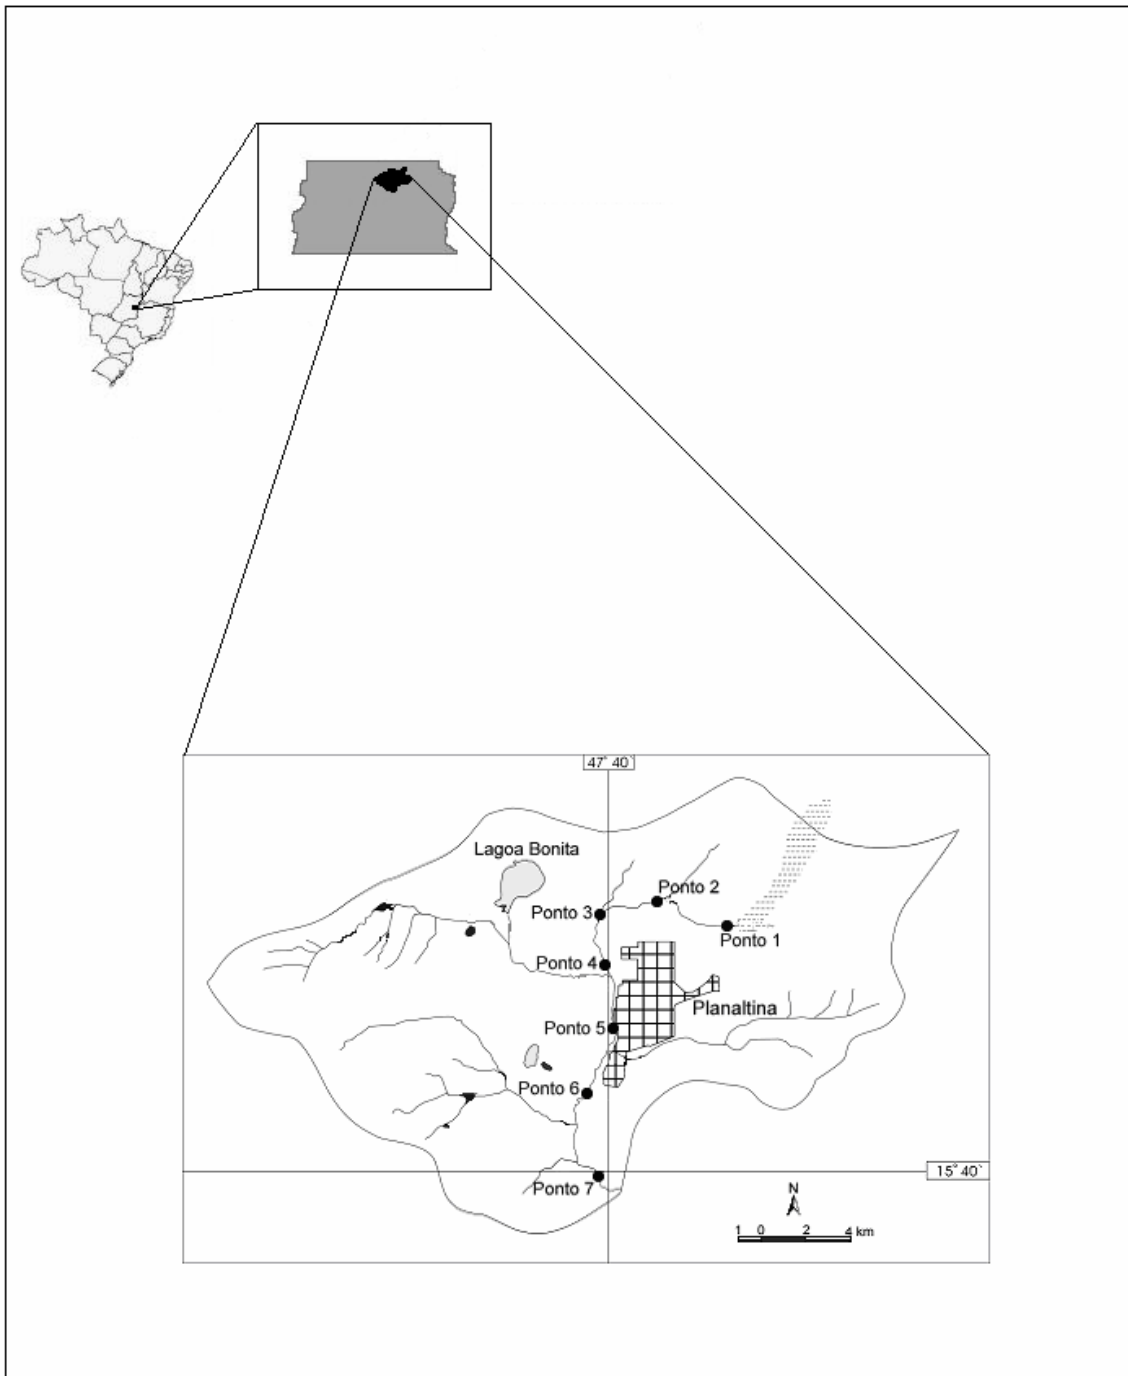 47° 40`
Lagoa Bonita
Ponto 2
Ponto 3
Ponto 1
Ponto 4
Planaltina
Ponto 5
Ponto 6
15° 40`
Ponto 7
N
1 0 2 4 km